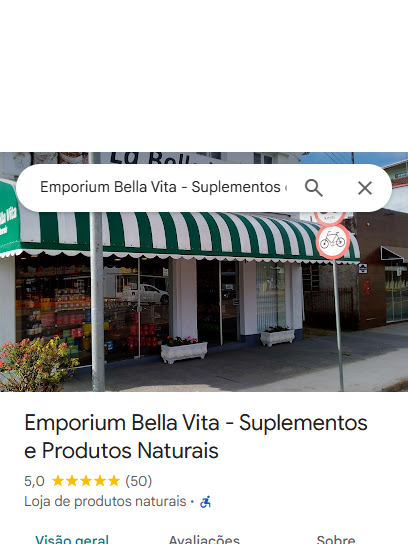 La Bella
Emporium Bella Vita - Suplementos
lla Vita
Emporium Bella Vita - Suplementos
e Produtos Naturais
5,0 (50)
Loja de produtos naturais ·
Visão geral Avaliações Sobre